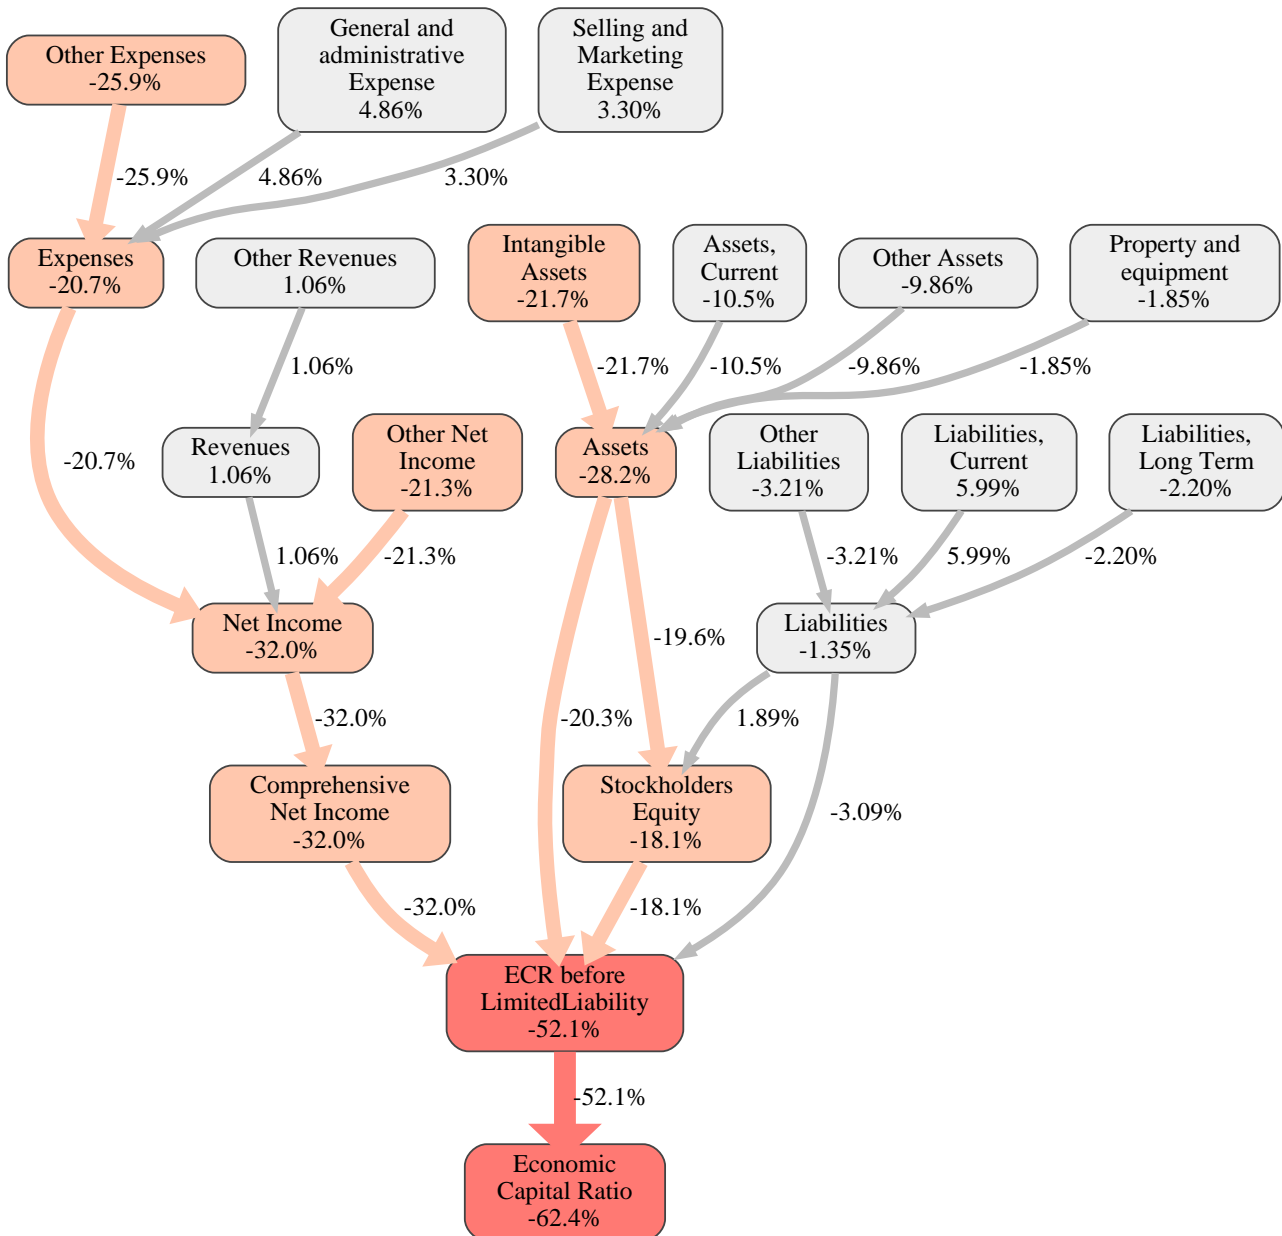 Other Expenses
-25.9%
General and
administrative
Expense
4.86%
Selling and
Marketing
Expense
3.30%
-25.9%
4.86%
3.30%
Expenses
-20.7%
Other Revenues
1.06%
Intangible
Assets
-21.7%
Assets,
Current
-10.5%
Other Assets
-9.86%
Property and
equipment
-1.85%
1.06%
-21.7%
-10.5%
-9.86%
-1.85%
-20.7%
Revenues
1.06%
Other Net
Income
-21.3%
Assets
-28.2%
Other
Liabilities
-3.21%
Liabilities,
Current
5.99%
Liabilities,
Long Term
-2.20%
1.06%
-21.3%
-3.21%
5.99%
-2.20%
Net Income
-32.0%
-19.6%
Liabilities
-1.35%
-32.0%
-20.3%
1.89%
Comprehensive
Net Income
-32.0%
Stockholders
Equity
-18.1%
-3.09%
-32.0%
-18.1%
ECR before
LimitedLiability
-52.1%
-52.1%
Economic
Capital Ratio
-62.4%